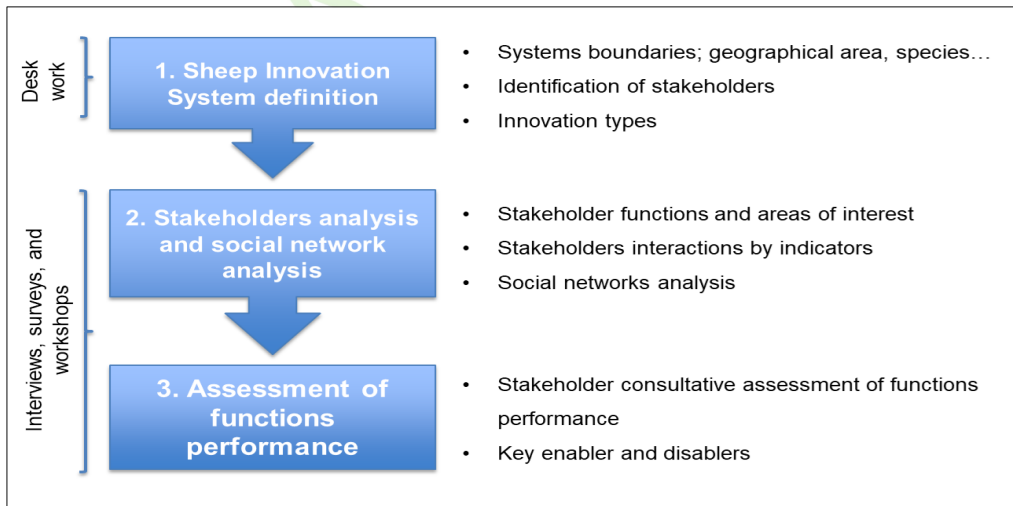 Desk
work
1. Sheep Innovation
System definition
• Systems boundaries; geographical area, species…
• Identification of stakeholders
• Innovation types
Interviews, surveys, and
workshops
2. Stakeholders analysis
and social network
analysis
• Stakeholder functions and areas of interest
• Stakeholders interactions by indicators
• Social networks analysis
3. Assessment of
functions
performance
• Stakeholder consultative assessment of functions
performance
• Key enabler and disablers